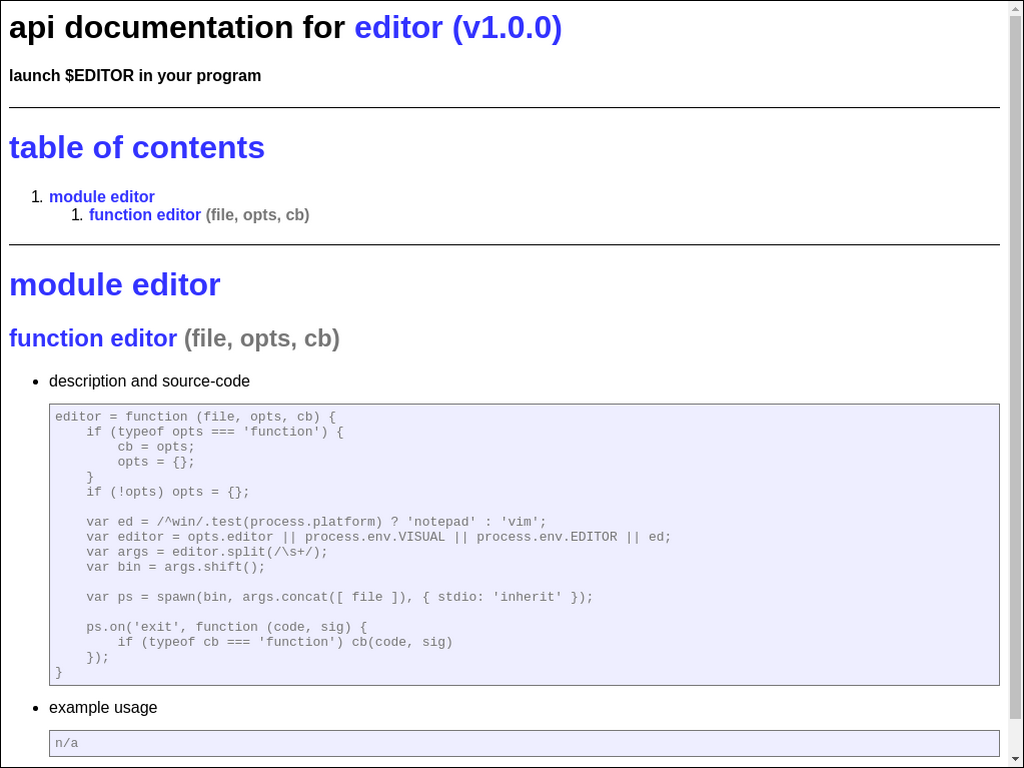 api documentation for editor (v1.0.0)
launch $EDITOR in your program
table of contents
1. module editor
1. function editor (file, opts, cb)
module editor
function editor (file, opts, cb)
• description and source-code
editor = function (file, opts, cb) {
    if (typeof opts === 'function') {
        cb = opts;
        opts = {};
    }
    if (!opts) opts = {};

    var ed = /^win/.test(process.platform) ? 'notepad' : 'vim';
    var editor = opts.editor || process.env.VISUAL || process.env.EDITOR || ed;
    var args = editor.split(/\s+/);
    var bin = args.shift();

    var ps = spawn(bin, args.concat([ file ]), { stdio: 'inherit' });

    ps.on('exit', function (code, sig) {
        if (typeof cb === 'function') cb(code, sig)
    });
}
• example usage
n/a